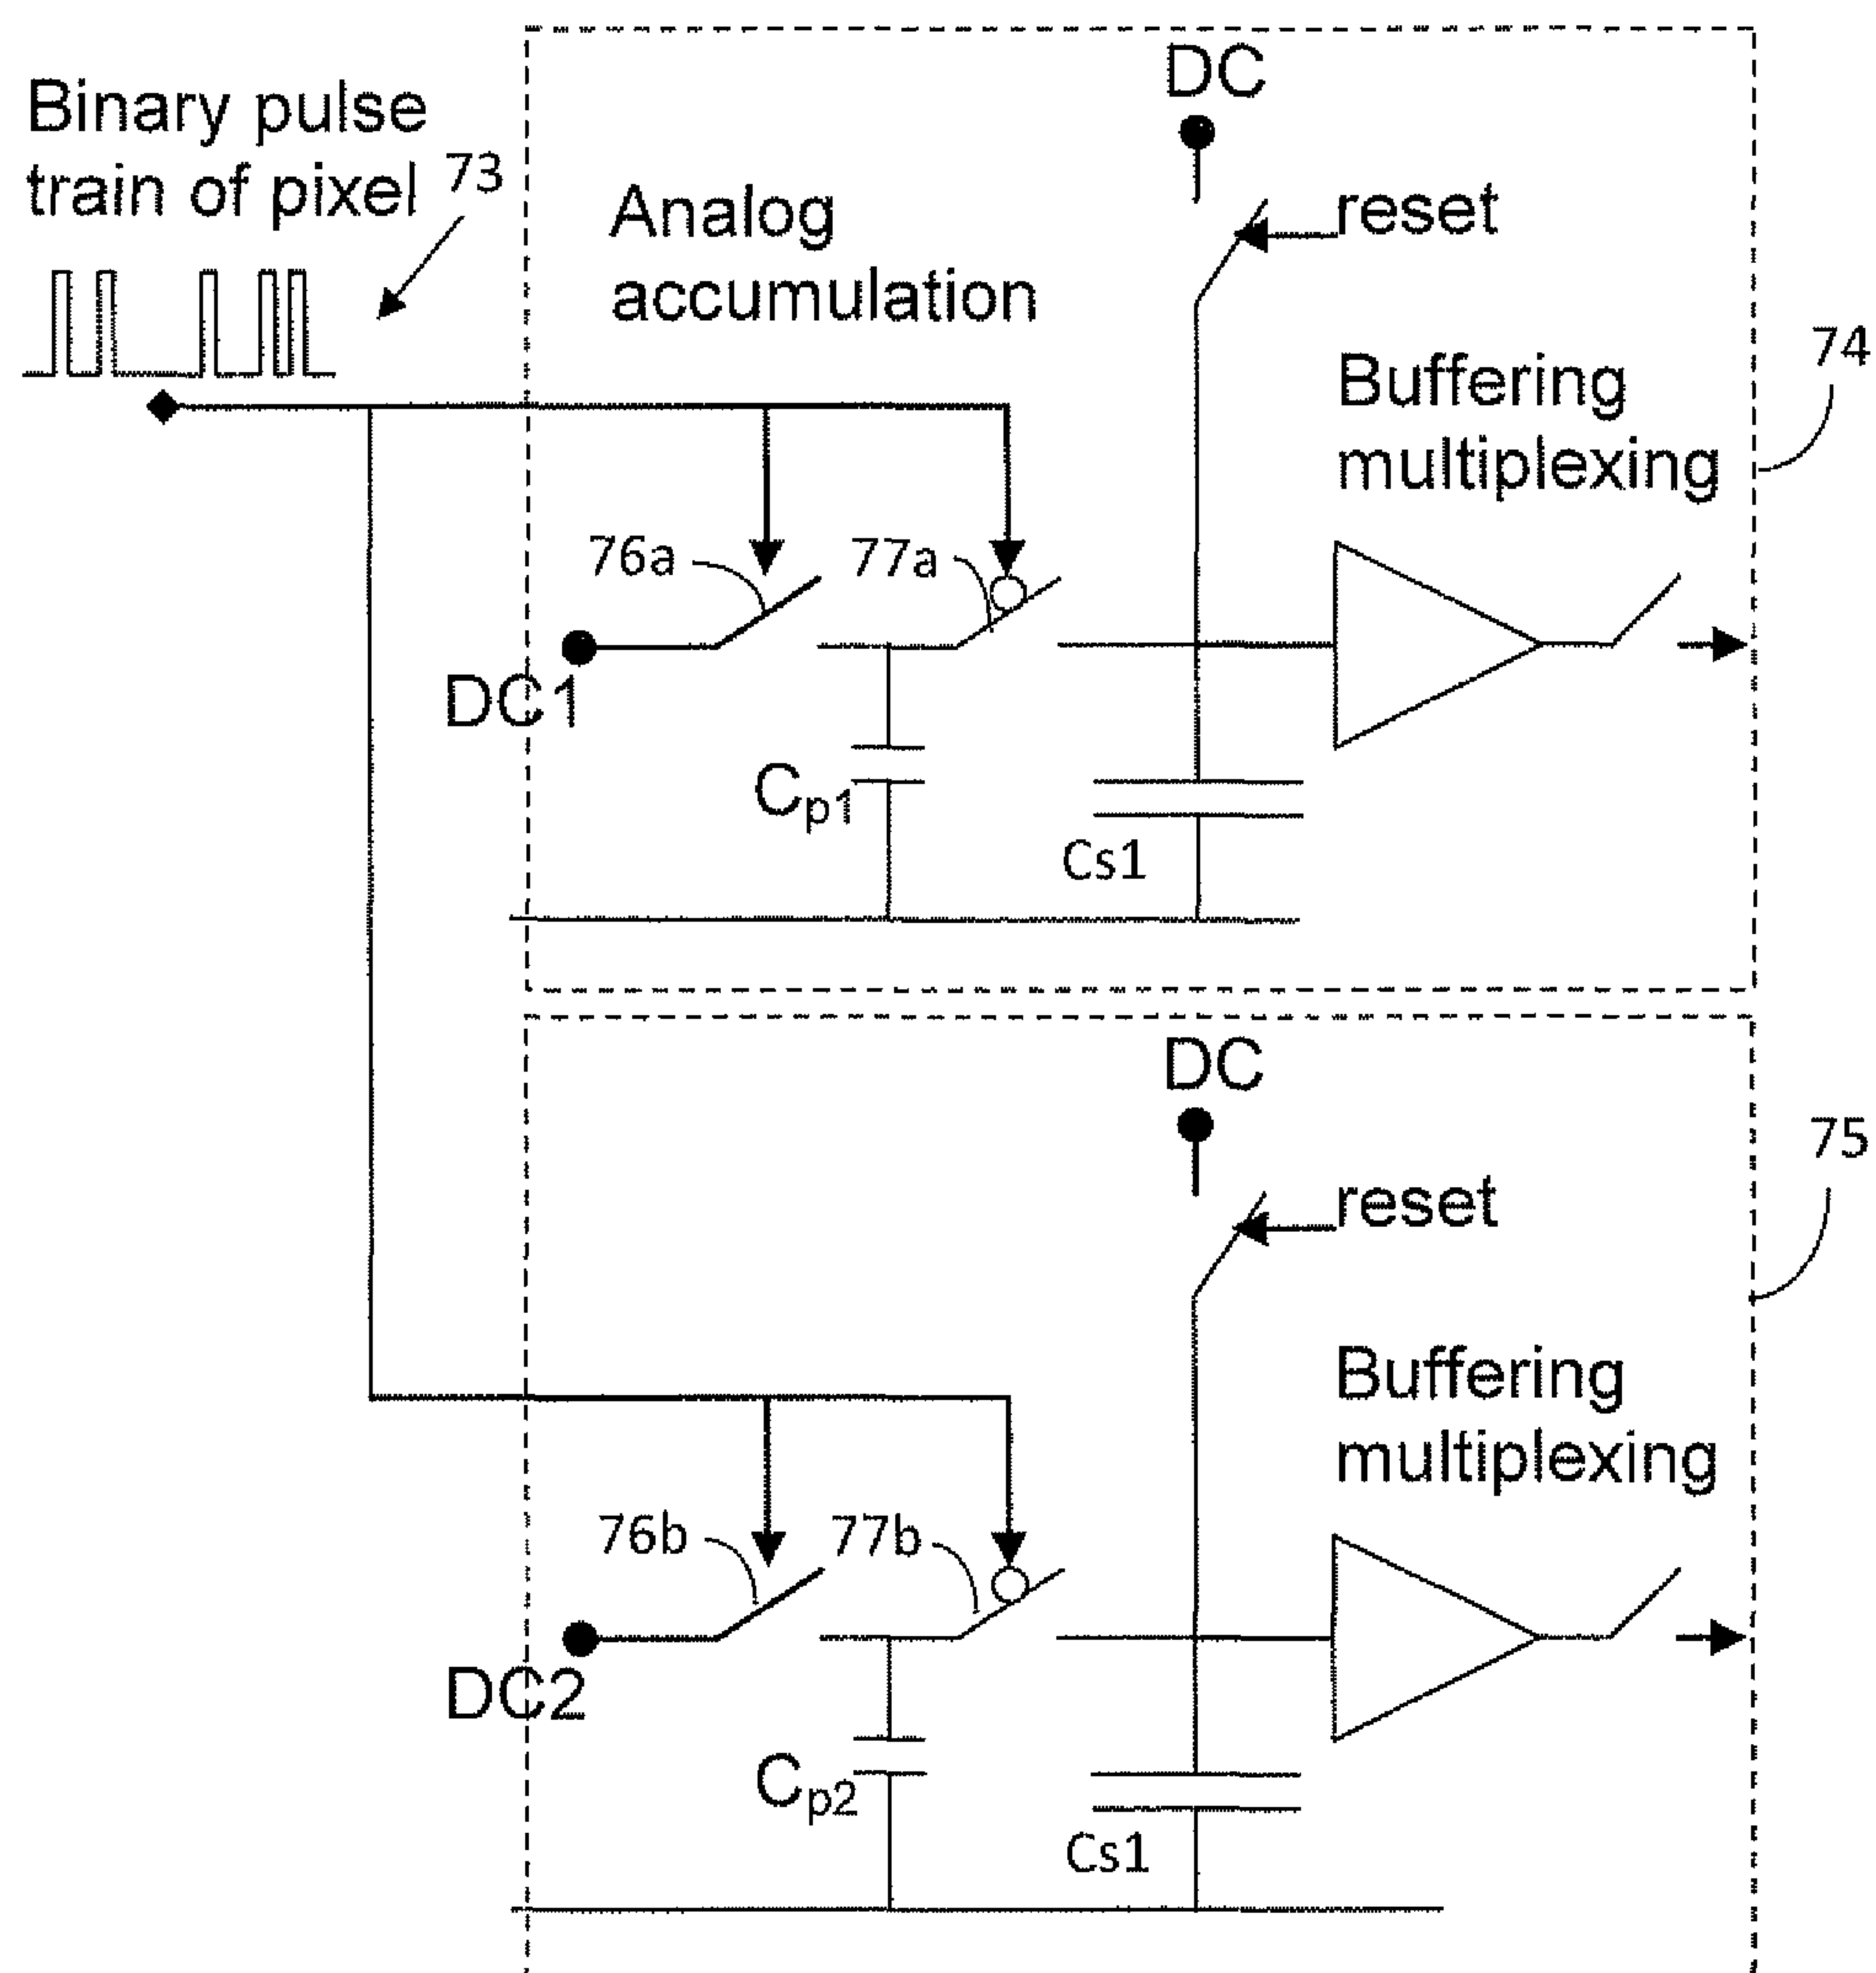 Binary pulse
train of pixel
73
DC
Analog
accumulation
reset
74
Buffering
multiplexing
76a
77a
DC1
Cp1
Cs1
DC
75
reset
Buffering
multiplexing
76b
77b
DC2
Cp2
Cs1